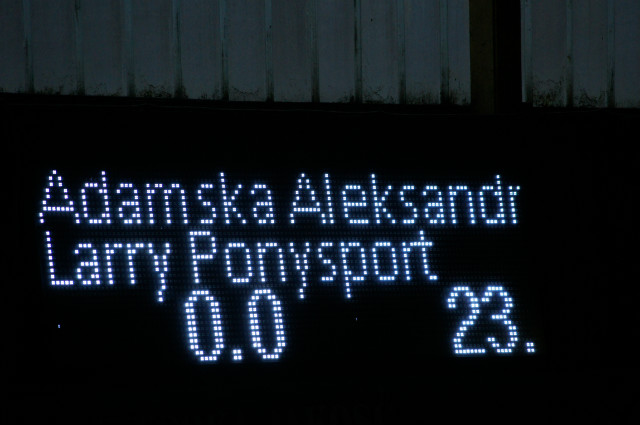 Adamska Aleksandr
Larry Ponysport
0.0 23.